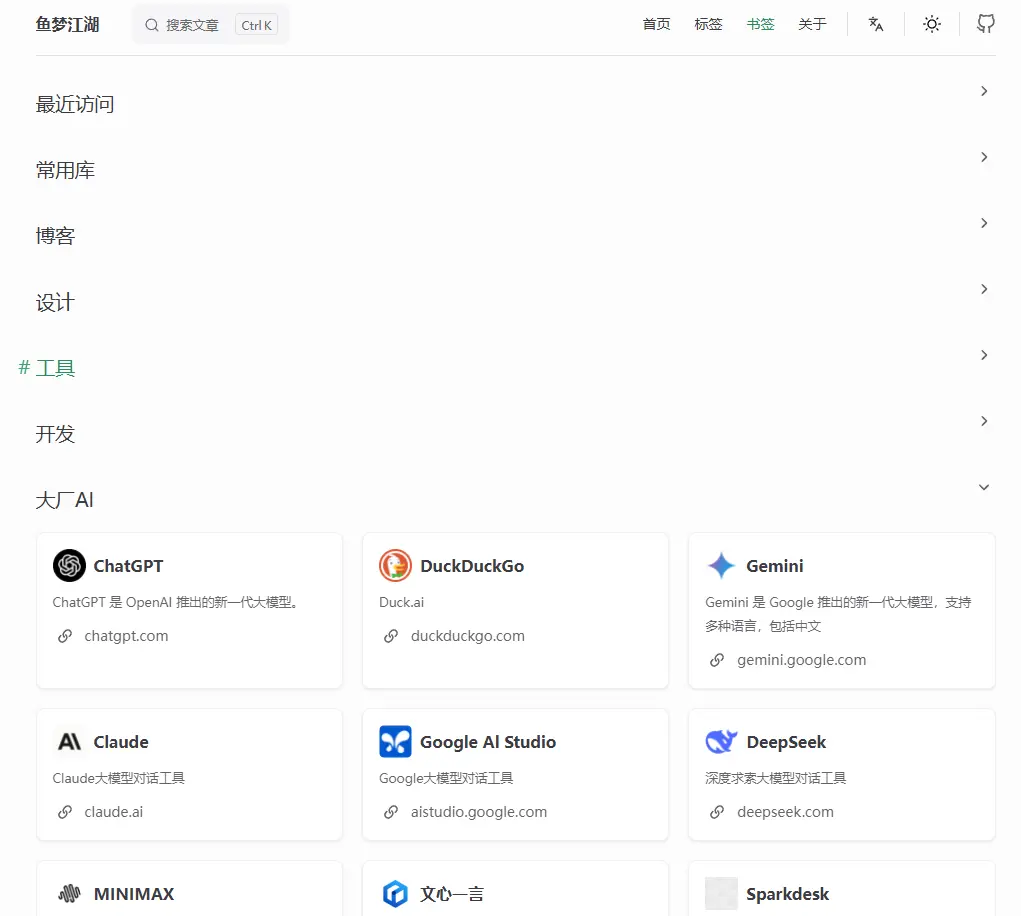 鱼梦江湖 搜索文章 Ctrl K 首页 标签 书签 关于
最近访问
常用库
博客
设计
# 工具
开发
大厂AI
ChatGPT
ChatGPT 是 OpenAI 推出的新一代大模型。
chatgpt.com
DuckDuckGo
Duck.ai
duckduckgo.com
Gemini
Gemini 是 Google 推出的新一代大模型，支持
多种语言，包括中文
gemini.google.com
Claude
Claude大模型对话工具
claude.ai
Google AI Studio
Google大模型对话工具
aistudio.google.com
DeepSeek
深度求索大模型对话工具
deepseek.com
MINIMAX
文心一言
Sparkdesk